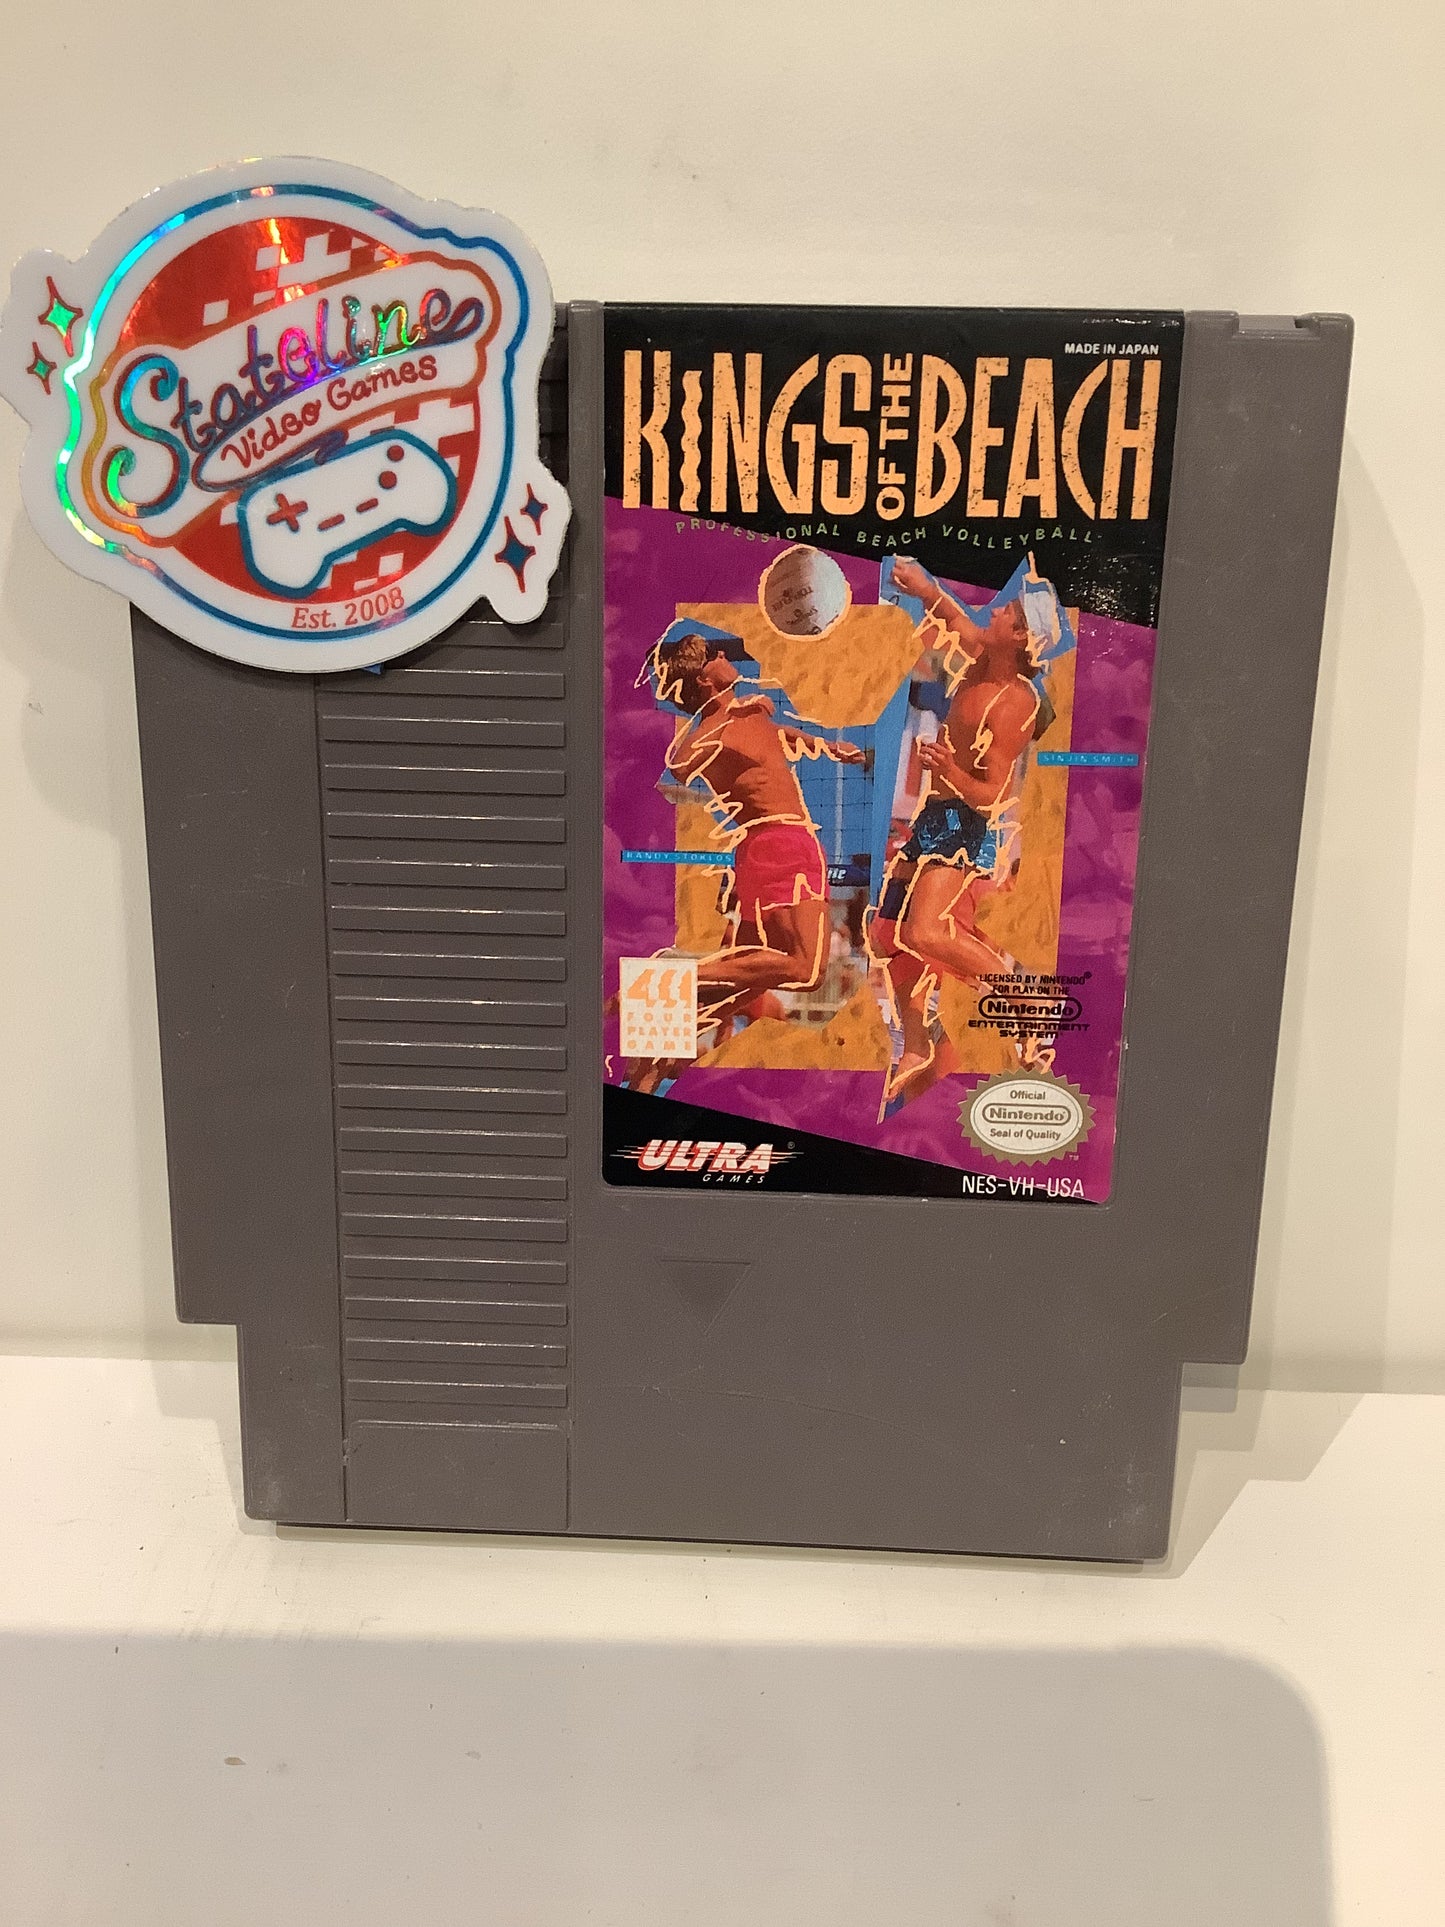 Stateline
Video Games
Est. 2008
MADE IN JAPAN
KINGS OF THE BEACH
PROFESSIONAL BEACH VOLLEYBALL
SINJIN SMITH
RANDY STOKLOS
4
FOUR
PLAYER
GAME
LICENSED BY NINTENDO®
FOR PLAY ON THE
Nintendo
ENTERTAINMENT
SYSTEM
Official
Nintendo
Seal of Quality
TM
ULTRA®
GAMES
NES-VH-USA